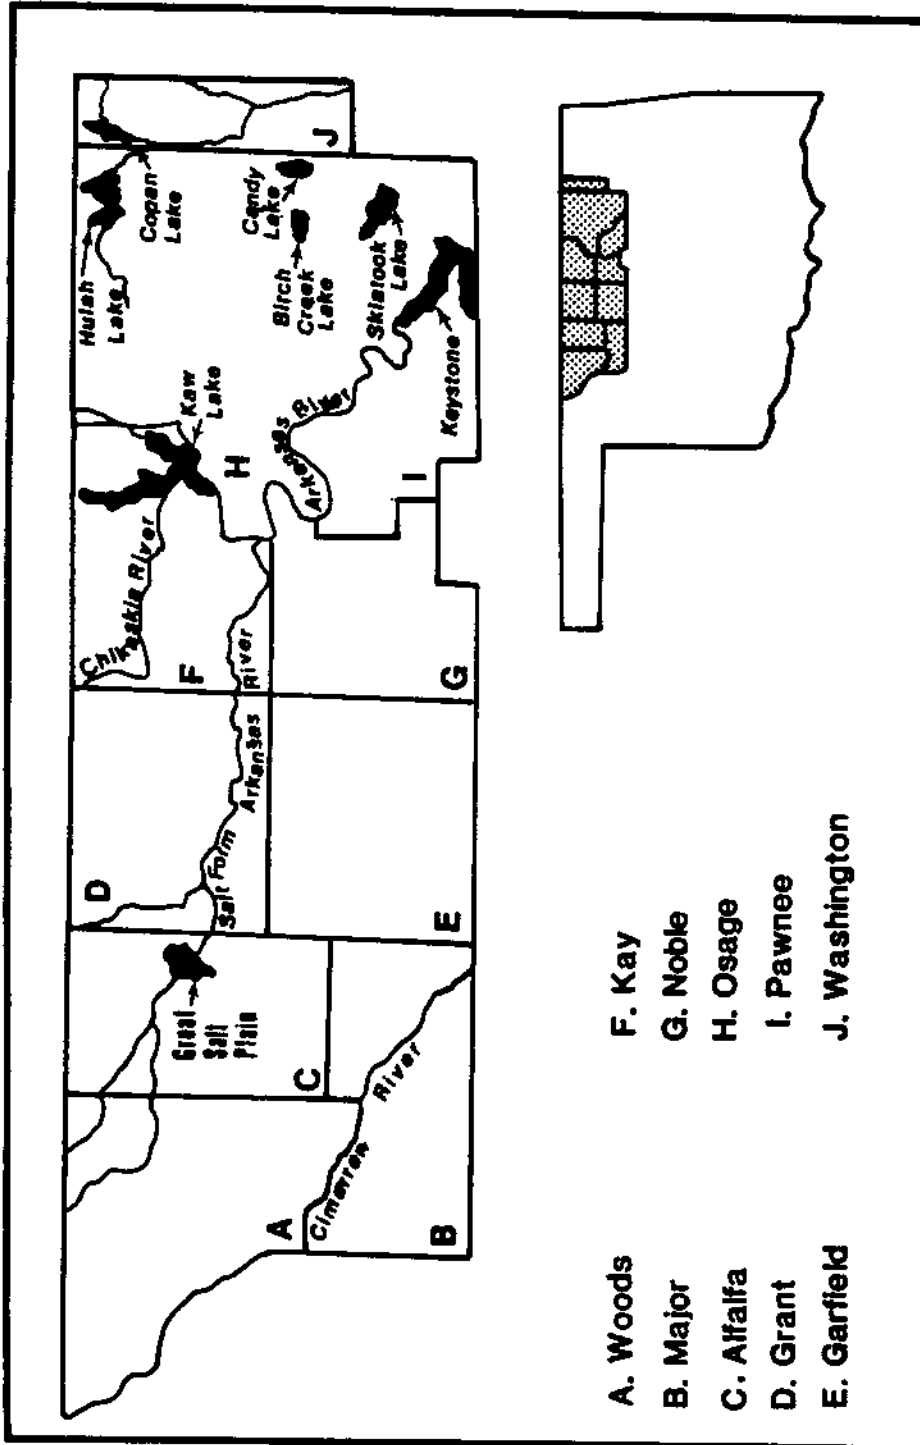 Hulah
Lake
Copan
Lake
J
Candy
Lake
Birch
Creek
Lake
Skiatook
Lake
Keystone
Kaw
Lake
H
Arkansas River
I
Chikaskia River
F
G
D
Salt Form Arkansas River
E
Great
Salt
Plain
C
A
Cimarron River
B
A. Woods
B. Major
C. Alfalfa
D. Grant
E. Garfield
F. Kay
G. Noble
H. Osage
I. Pawnee
J. Washington